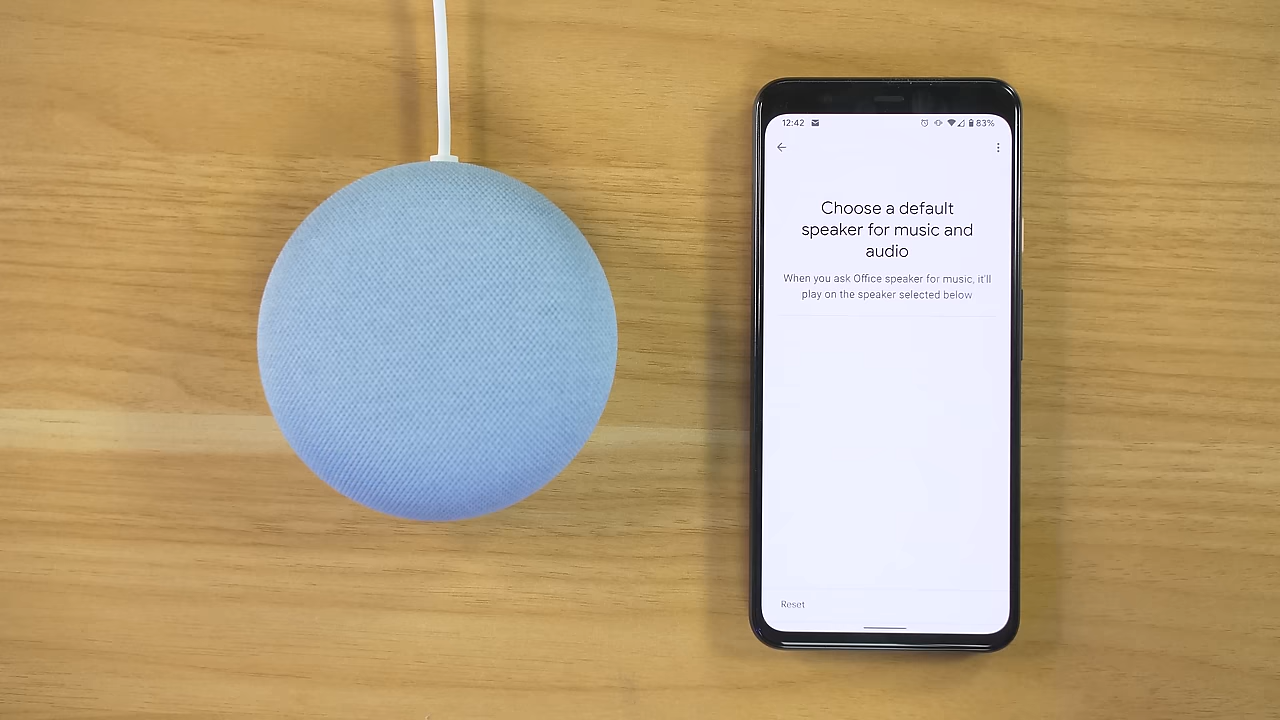 12:42
83%
Choose a default
speaker for music and
audio
When you ask Office speaker for music, it'll
play on the speaker selected below
Reset